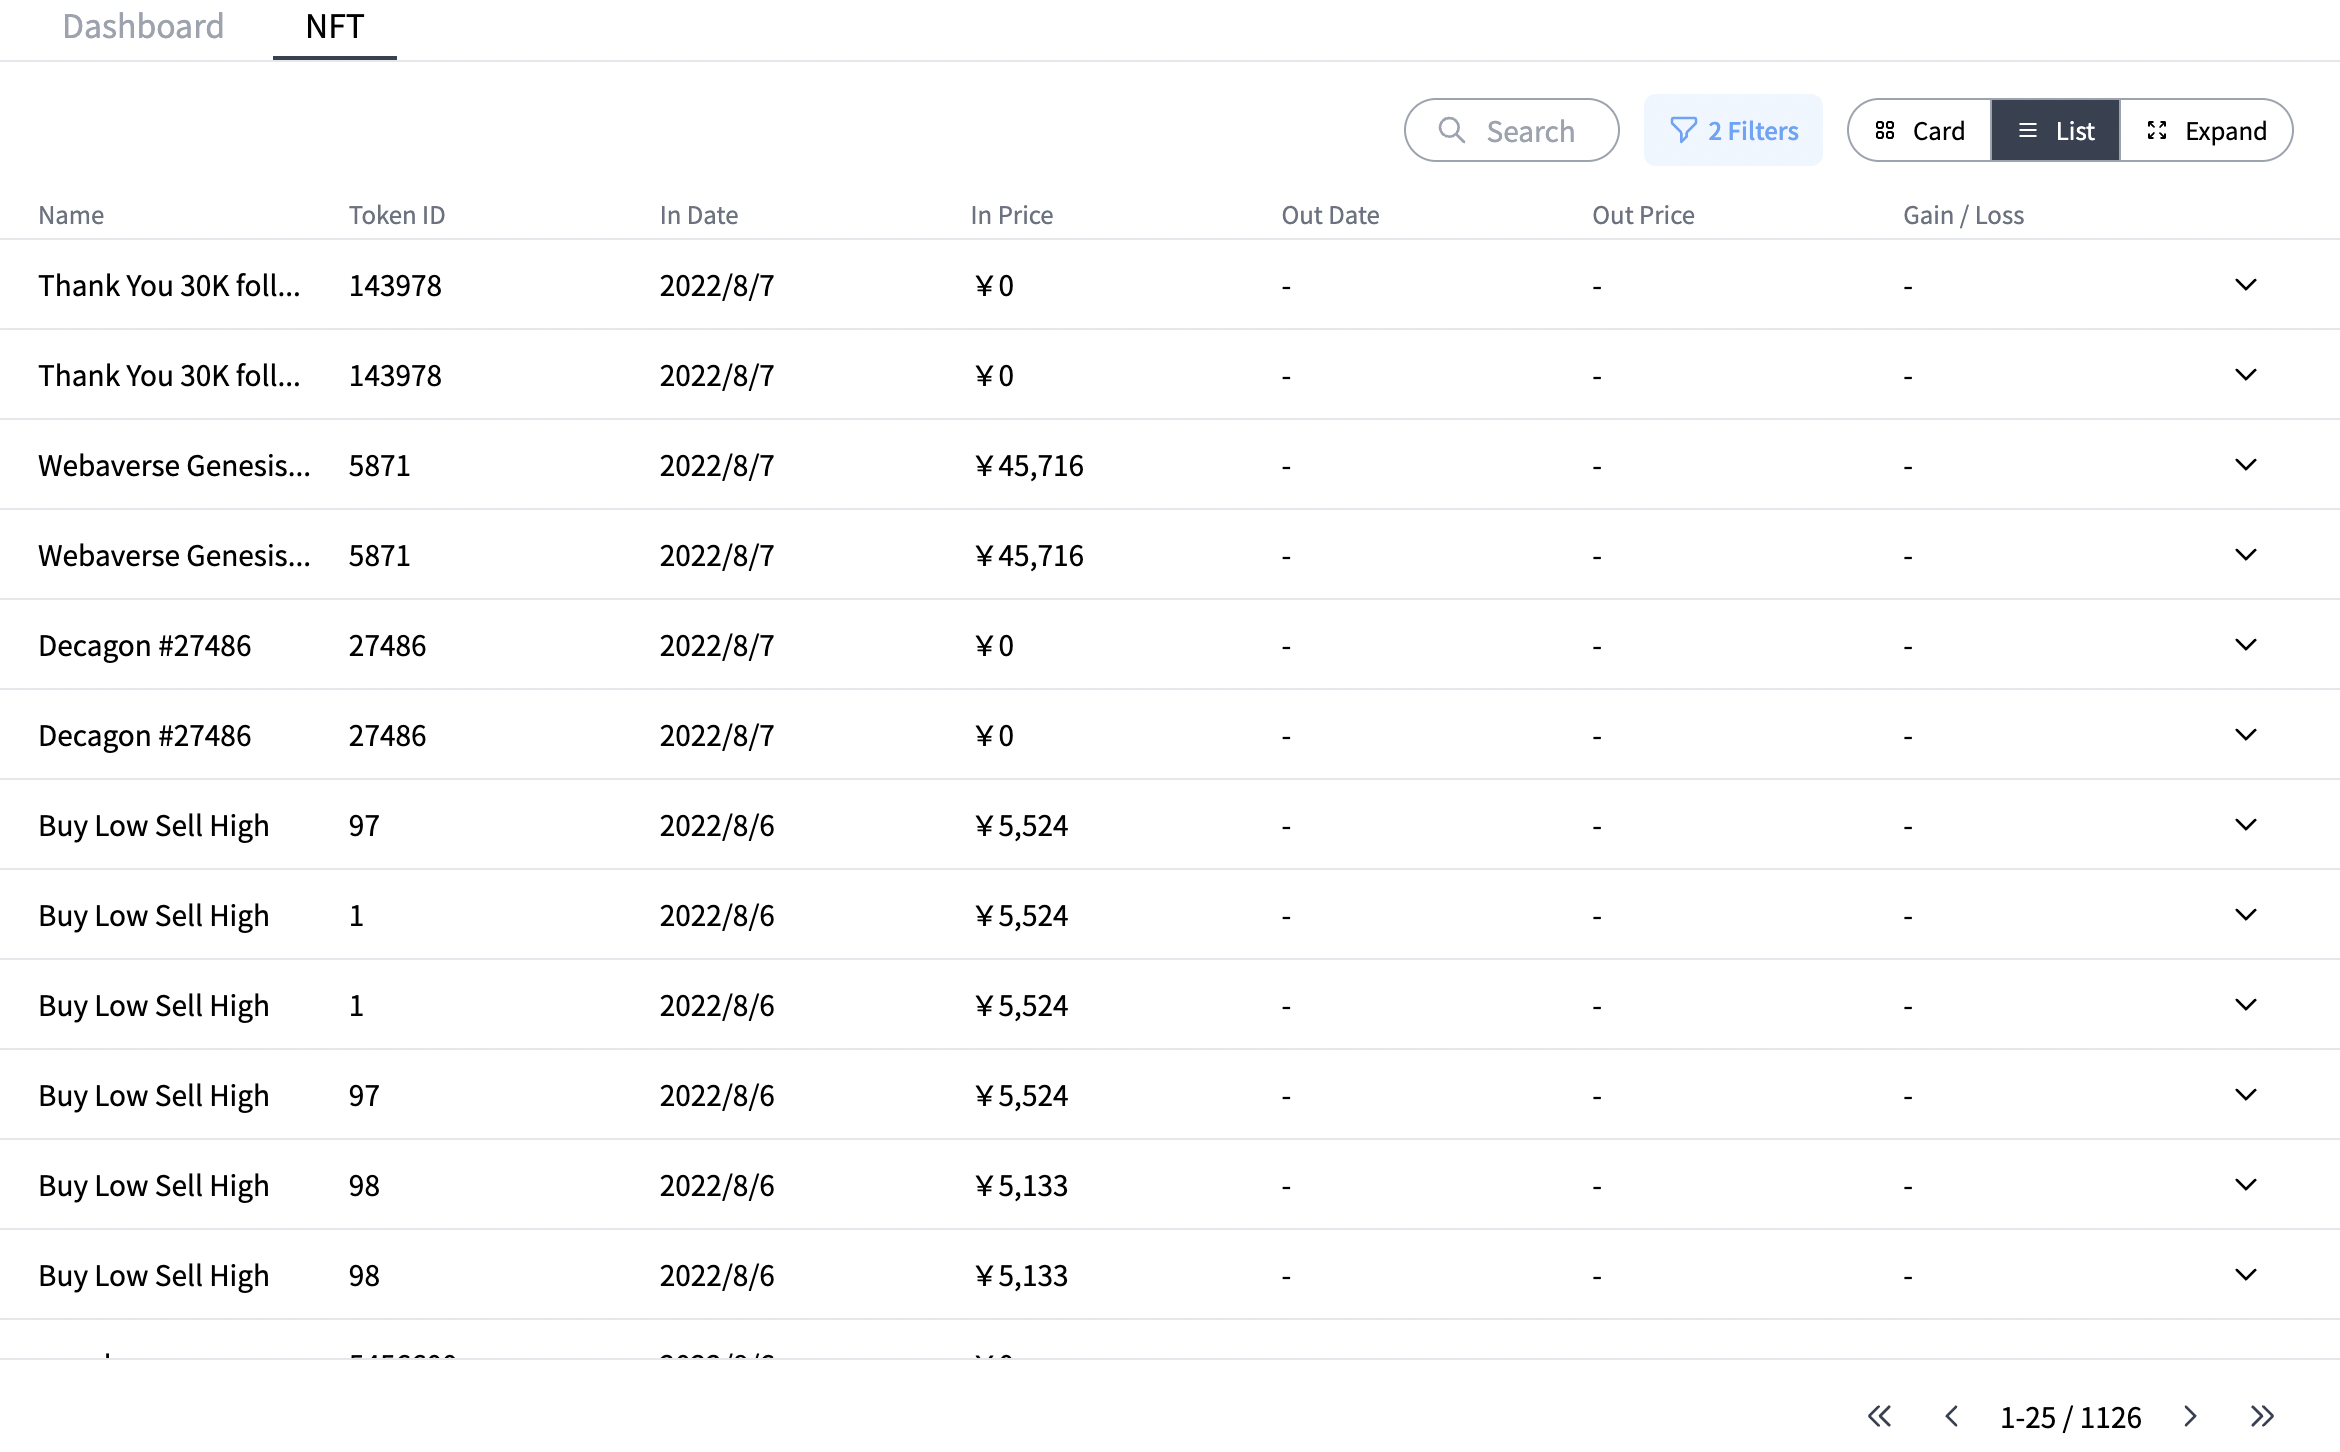 Dashboard NFT
Search 2 Filters Card List Expand
Name Token ID In Date In Price Out Date Out Price Gain / Loss
Thank You 30K foll... 143978 2022/8/7 ¥0 - - -
Thank You 30K foll... 143978 2022/8/7 ¥0 - - -
Webaverse Genesis... 5871 2022/8/7 ¥45,716 - - -
Webaverse Genesis... 5871 2022/8/7 ¥45,716 - - -
Decagon #27486 27486 2022/8/7 ¥0 - - -
Decagon #27486 27486 2022/8/7 ¥0 - - -
Buy Low Sell High 97 2022/8/6 ¥5,524 - - -
Buy Low Sell High 1 2022/8/6 ¥5,524 - - -
Buy Low Sell High 1 2022/8/6 ¥5,524 - - -
Buy Low Sell High 97 2022/8/6 ¥5,524 - - -
Buy Low Sell High 98 2022/8/6 ¥5,133 - - -
Buy Low Sell High 98 2022/8/6 ¥5,133 - - -
1-25 / 1126